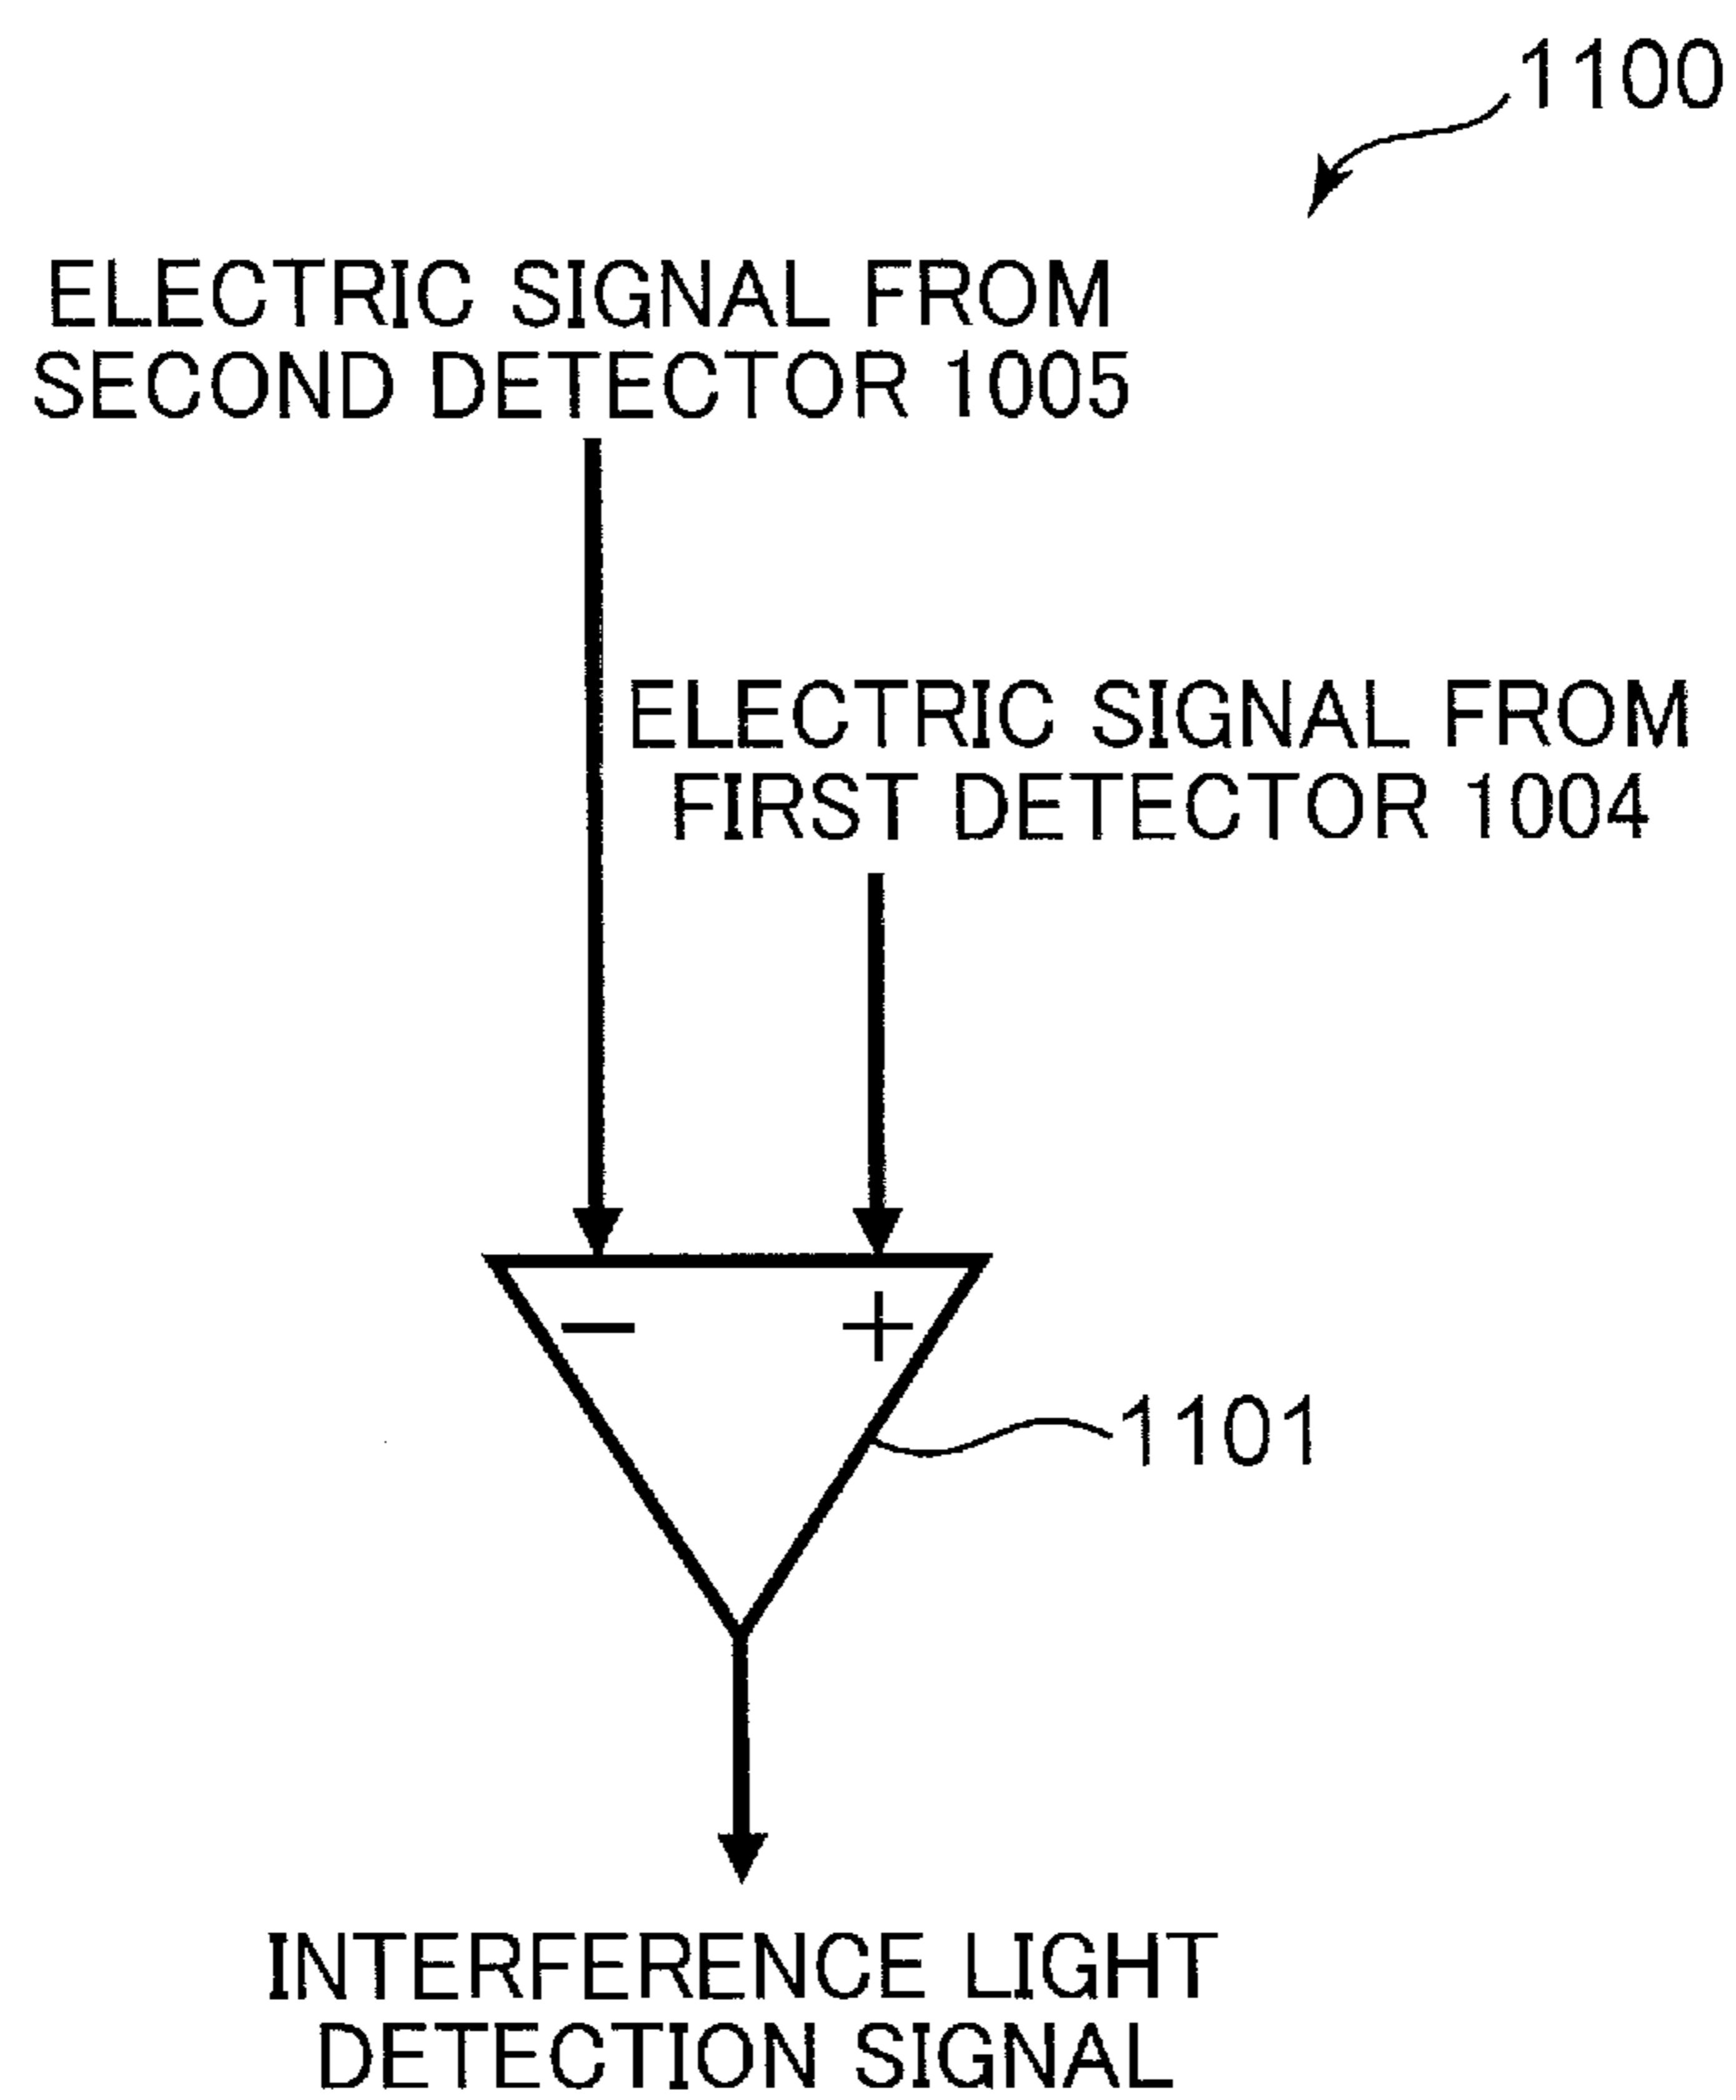 1100
ELECTRIC SIGNAL FROM
SECOND DETECTOR 1005
ELECTRIC SIGNAL FROM
FIRST DETECTOR 1004
− +
1101
INTERFERENCE LIGHT
DETECTION SIGNAL